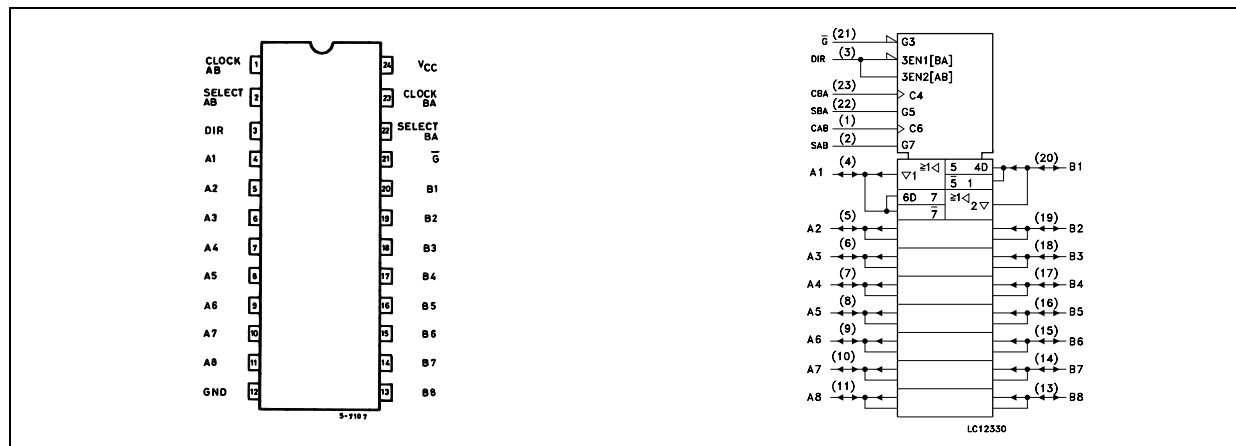 CLOCK
AB
1
24
VCC
SELECT
AB
2
23
CLOCK
BA
DIR
3
22
SELECT
BA
A1
4
21
G̅
A2
5
20
B1
A3
6
19
B2
A4
7
18
B3
A5
8
17
B4
A6
9
16
B5
A7
10
15
B6
A8
11
14
B7
GND
12
13
B8
S-7107
G̅ (21) G3
DIR (3) 3EN1[BA]
3EN2[AB]
CBA (23) C4
SBA (22) G5
CAB (1) C6
SAB (2) G7
A1 (4) ▽1 ≥1◁ 5 4D (20) B1
5̅ 1
6D 7 ≥1◁ 2▽
7̅
A2 (5) (19) B2
A3 (6) (18) B3
A4 (7) (17) B4
A5 (8) (16) B5
A6 (9) (15) B6
A7 (10) (14) B7
A8 (11) (13) B8
LC12330